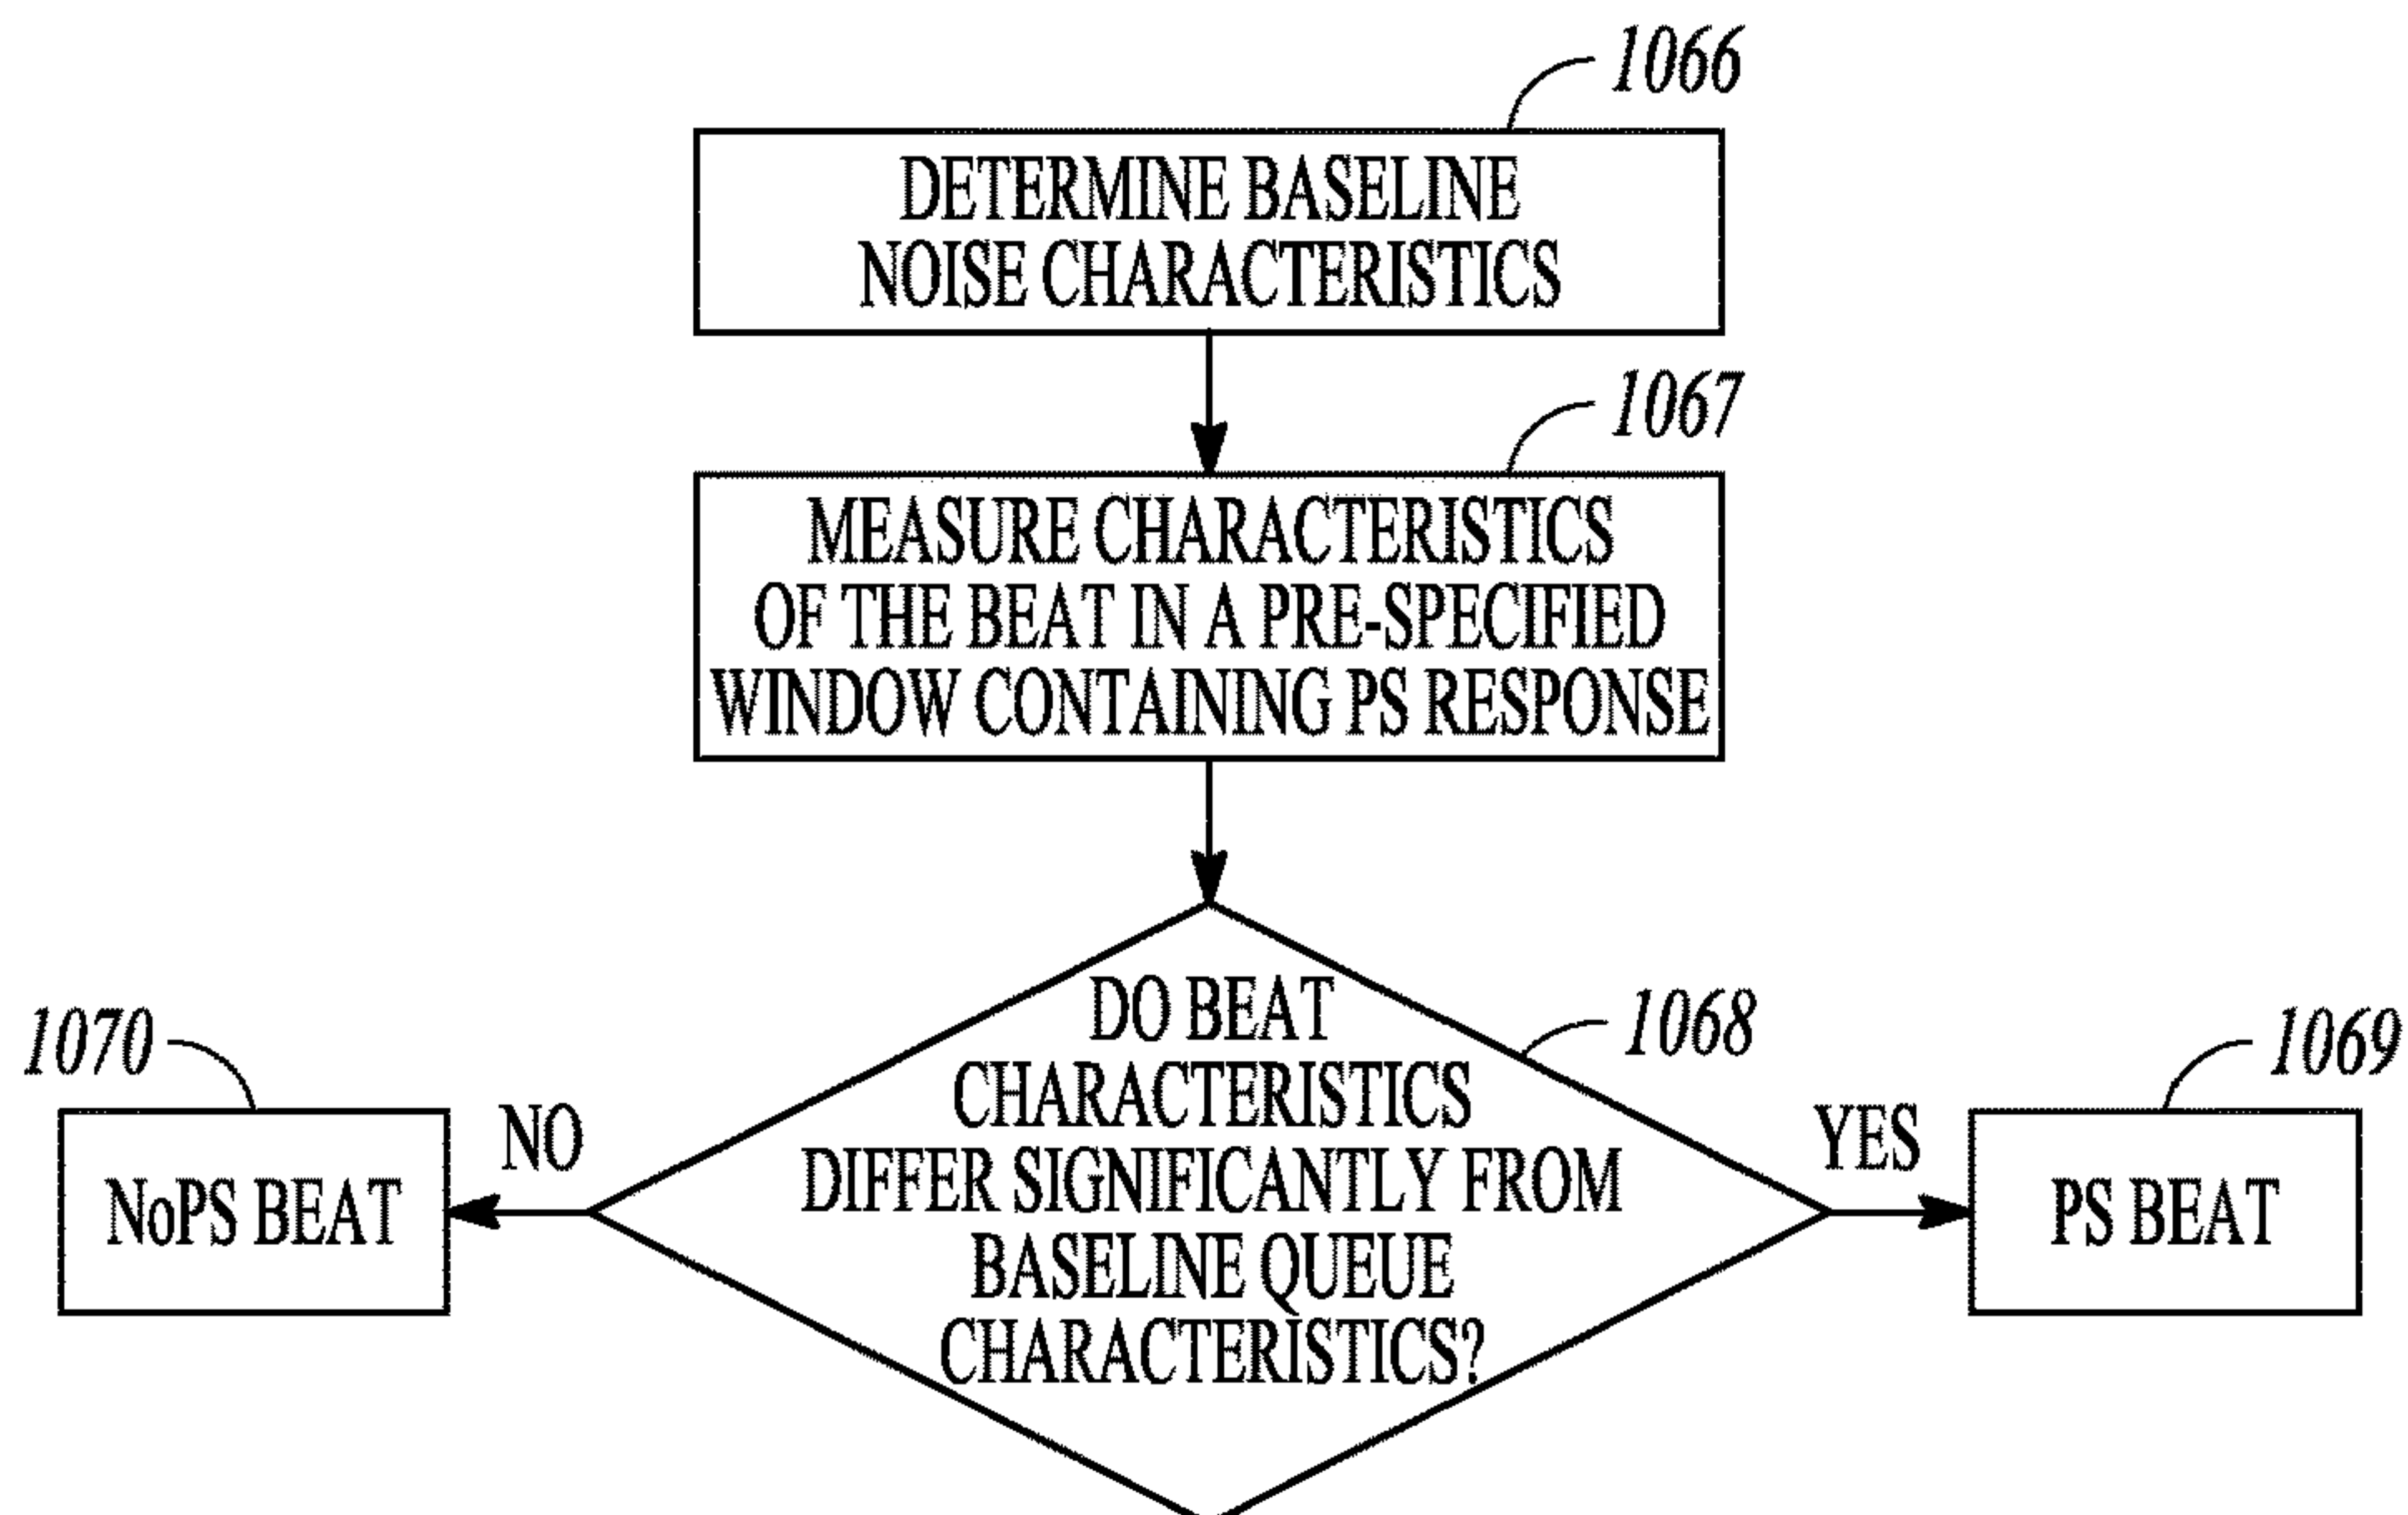 1066
DETERMINE BASELINE
NOISE CHARACTERISTICS
1067
MEASURE CHARACTERISTICS
OF THE BEAT IN A PRE-SPECIFIED
WINDOW CONTAINING PS RESPONSE
1068
DO BEAT
CHARACTERISTICS
DIFFER SIGNIFICANTLY FROM
BASELINE QUEUE
CHARACTERISTICS?
1070
NO
NoPS BEAT
YES
1069
PS BEAT